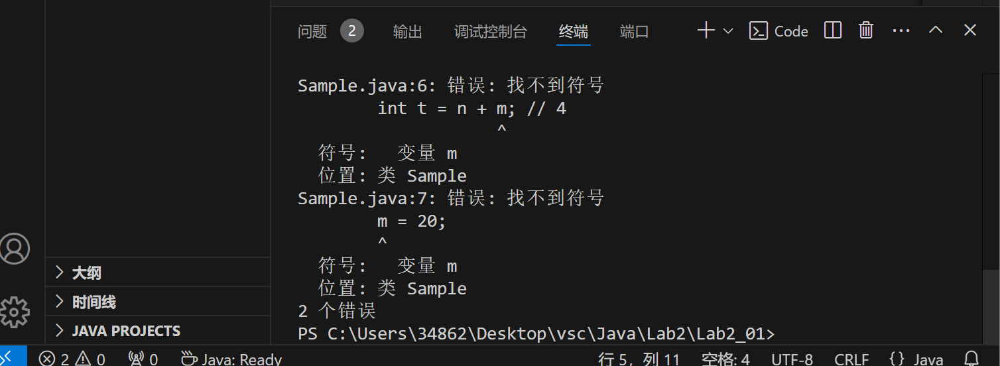 问题 2 输出 调试控制台 终端 端口 Code
Sample.java:6: 错误: 找不到符号
int t = n + m; // 4
^
符号:   变量 m
位置: 类 Sample
Sample.java:7: 错误: 找不到符号
m = 20;
^
符号:   变量 m
位置: 类 Sample
2 个错误
PS C:\Users\34862\Desktop\vsc\Java\Lab2\Lab2_01>
大纲
时间线
JAVA PROJECTS
2 0 0 Java: Ready 行 5，列 11 空格: 4 UTF-8 CRLF {} Java